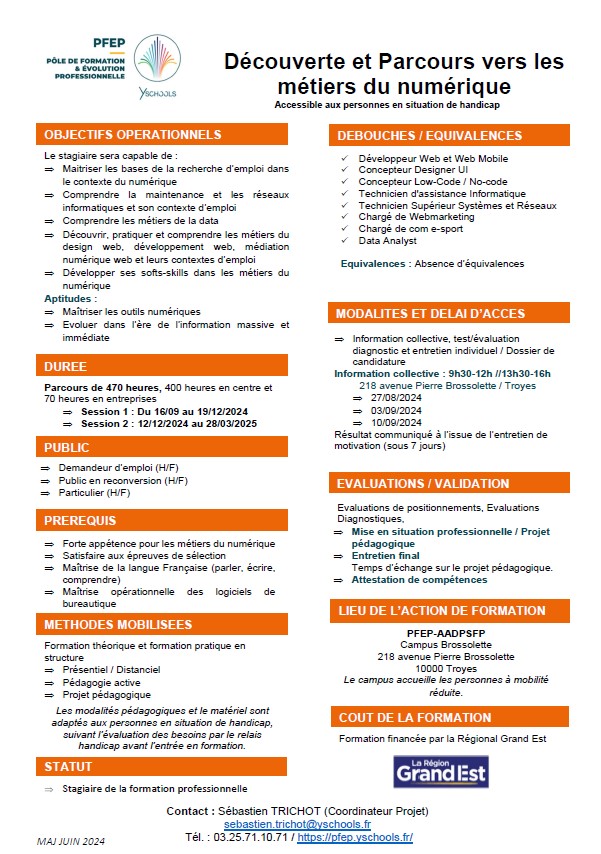 PFEP
PÔLE DE FORMATION
& ÉVOLUTION
PROFESSIONNELLE
YSCHOOLS
Découverte et Parcours vers les
métiers du numérique
Accessible aux personnes en situation de handicap
OBJECTIFS OPERATIONNELS
Le stagiaire sera capable de :
⇒ Maitriser les bases de la recherche d'emploi dans
le contexte du numérique
⇒ Comprendre la maintenance et les réseaux
informatiques et son contexte d'emploi
⇒ Comprendre les métiers de la data
⇒ Découvrir, pratiquer et comprendre les métiers du
design web, développement web, médiation
numérique web et leurs contextes d'emploi
⇒ Développer ses softs-skills dans les métiers du
numérique
Aptitudes :
⇒ Maîtriser les outils numériques
⇒ Evoluer dans l'ère de l'information massive et
immédiate
DUREE
Parcours de 470 heures, 400 heures en centre et
70 heures en entreprises
⇒ Session 1 : Du 16/09 au 19/12/2024
⇒ Session 2 : 12/12/2024 au 28/03/2025
PUBLIC
⇒ Demandeur d'emploi (H/F)
⇒ Public en reconversion (H/F)
⇒ Particulier (H/F)
PREREQUIS
⇒ Forte appétence pour les métiers du numérique
⇒ Satisfaire aux épreuves de sélection
⇒ Maîtrise de la langue Française (parler, écrire,
comprendre)
⇒ Maîtrise opérationnelle des logiciels de
bureautique
METHODES MOBILISEES
Formation théorique et formation pratique en
structure
⇒ Présentiel / Distanciel
⇒ Pédagogie active
⇒ Projet pédagogique
Les modalités pédagogiques et le matériel sont
adaptés aux personnes en situation de handicap,
suivant l'évaluation des besoins par le relais
handicap avant l'entrée en formation.
STATUT
⇒ Stagiaire de la formation professionnelle
DEBOUCHES / EQUIVALENCES
✓ Développeur Web et Web Mobile
✓ Concepteur Designer UI
✓ Concepteur Low-Code / No-code
✓ Technicien d'assistance Informatique
✓ Technicien Supérieur Systèmes et Réseaux
✓ Chargé de Webmarketing
✓ Chargé de com e-sport
✓ Data Analyst
Equivalences : Absence d'équivalences
MODALITES ET DELAI D'ACCES
⇒ Information collective, test/évaluation
diagnostic et entretien individuel / Dossier de
candidature
Information collective : 9h30-12h //13h30-16h
218 avenue Pierre Brossolette / Troyes
⇒ 27/08/2024
⇒ 03/09/2024
⇒ 10/09/2024
Résultat communiqué à l'issue de l'entretien de
motivation (sous 7 jours)
EVALUATIONS / VALIDATION
Evaluations de positionnements, Evaluations
Diagnostiques,
⇒ Mise en situation professionnelle / Projet
pédagogique
⇒ Entretien final
Temps d'échange sur le projet pédagogique.
⇒ Attestation de compétences
LIEU DE L'ACTION DE FORMATION
PFEP-AADPSFP
Campus Brossolette
218 avenue Pierre Brossolette
10000 Troyes
Le campus accueille les personnes à mobilité
réduite.
COUT DE LA FORMATION
Formation financée par la Régional Grand Est
La Région
Grand Est
Contact : Sébastien TRICHOT (Coordinateur Projet)
sebastien.trichot@yschools.fr
Tél. : 03.25.71.10.71 / https://pfep.yschools.fr/
MAJ JUIN 2024